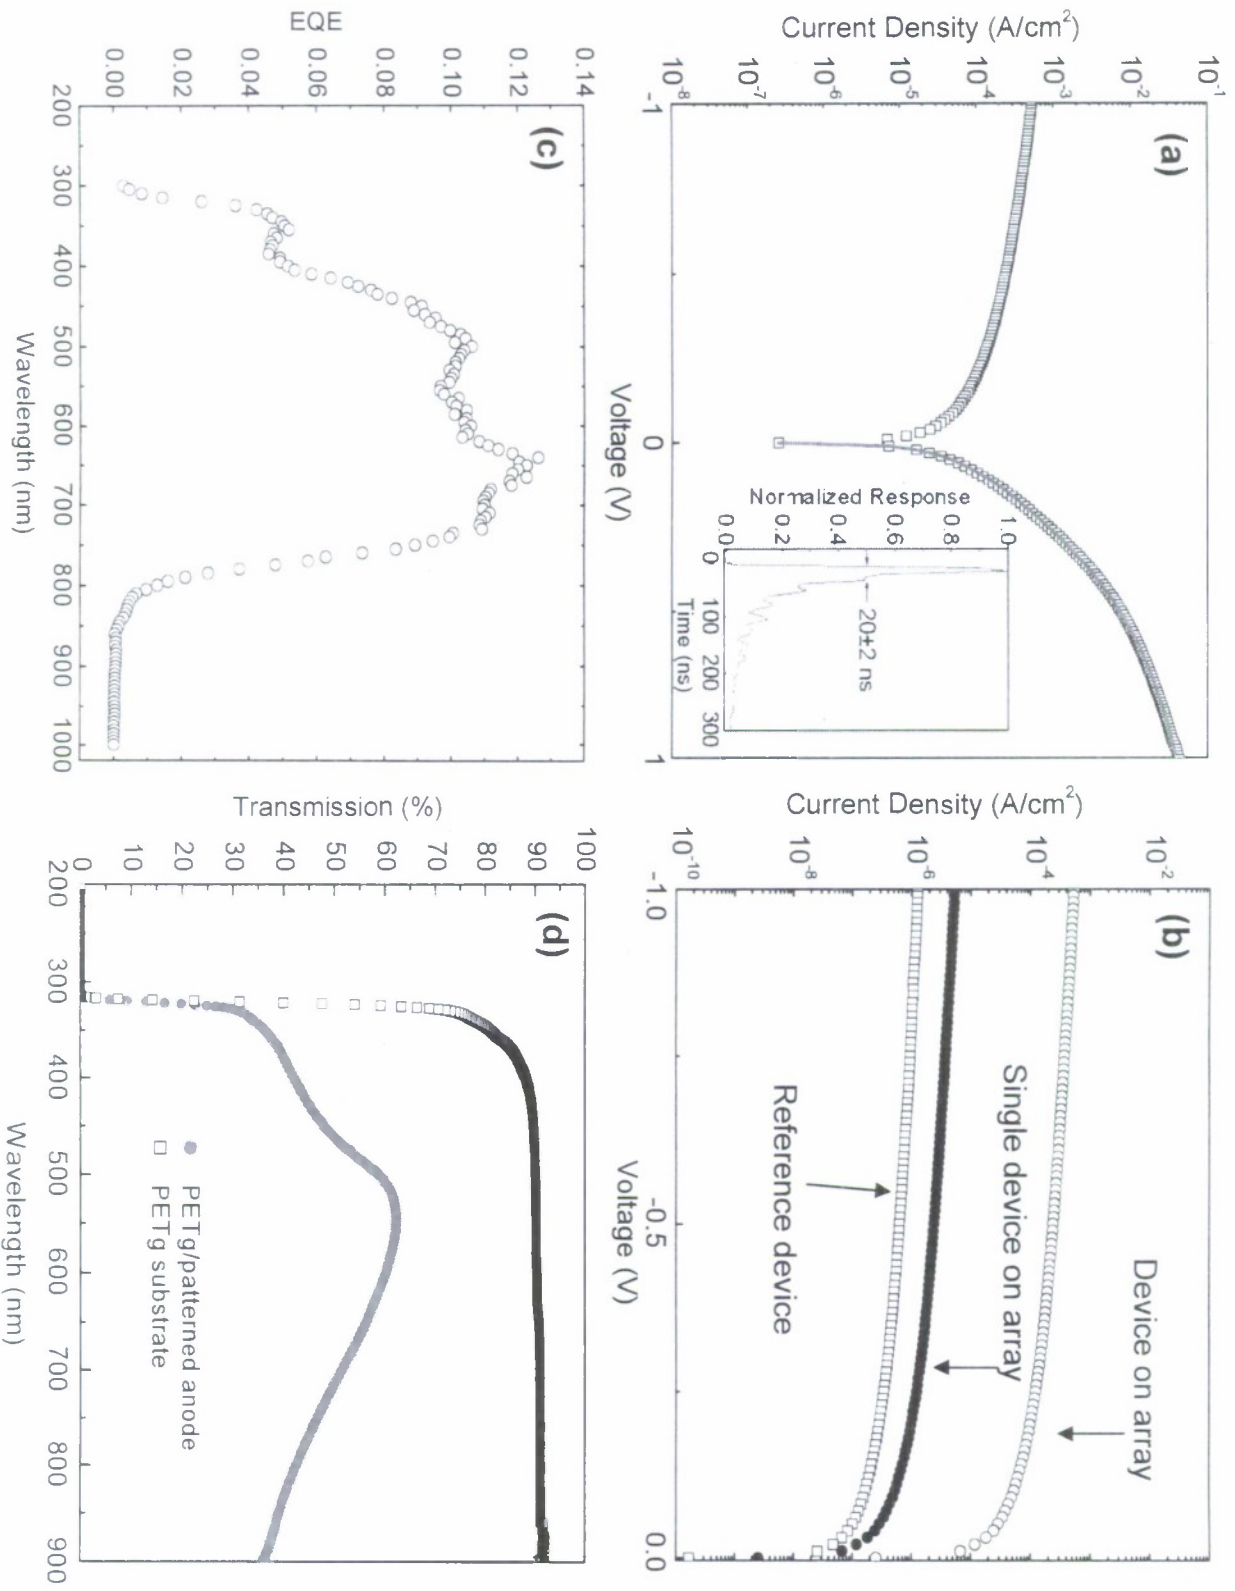 (a)
Current Density (A/cm²)
10⁻¹
10⁻²
10⁻³
10⁻⁴
10⁻⁵
10⁻⁶
10⁻⁷
10⁻⁸
-1 0 1
Voltage (V)
Normalized Response
1.0
0.8
0.6
0.4
0.2
0.0
20±2 ns
0 100 200 300
Time (ns)
(b)
Current Density (A/cm²)
10⁻²
10⁻⁴
10⁻⁶
10⁻⁸
10⁻¹⁰
Device on array
Single device on array
Reference device
-1.0 -0.5 0.0
Voltage (V)
(c)
EQE
0.14
0.12
0.10
0.08
0.06
0.04
0.02
0.00
200 300 400 500 600 700 800 900 1000
Wavelength (nm)
(d)
Transmission (%)
100
90
80
70
60
50
40
30
20
10
0
PETg/patterned anode
PETg substrate
200 300 400 500 600 700 800 900
Wavelength (nm)